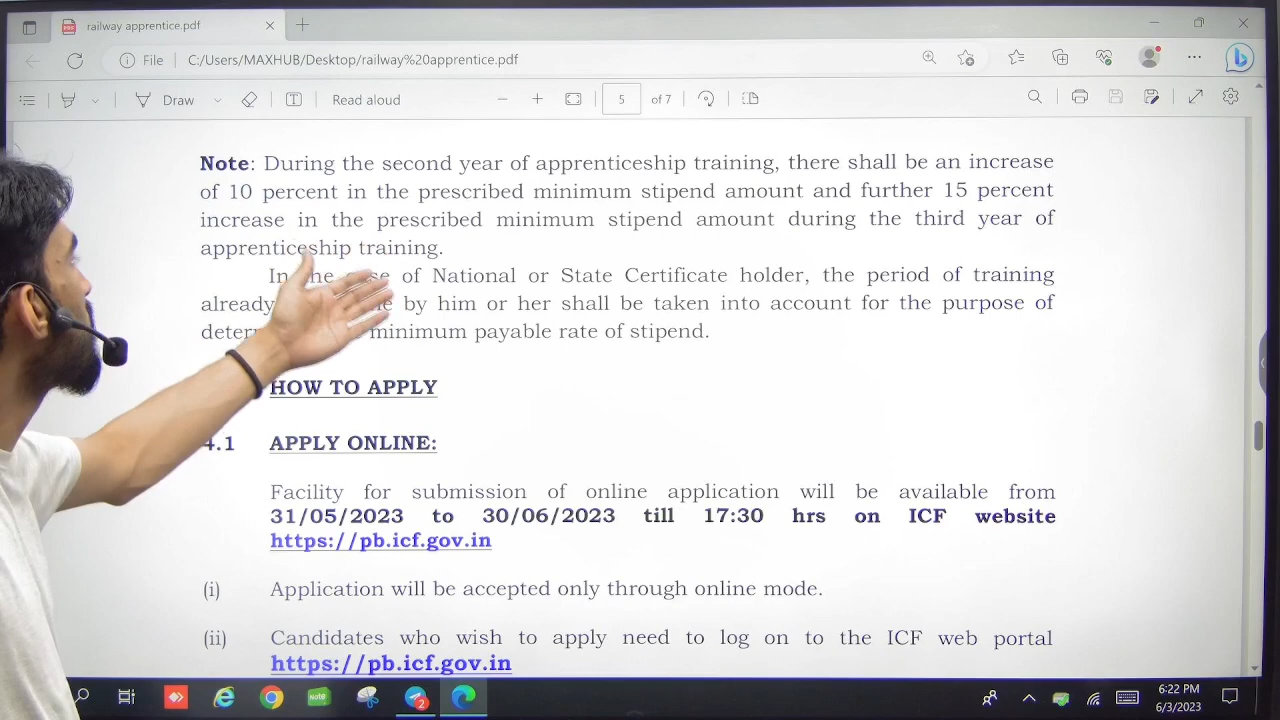 railway apprentice.pdf
File C:/Users/MAXHUB/Desktop/railway%20apprentice.pdf
Draw Read aloud 5 of 7
Note: During the second year of apprenticeship training, there shall be an increase
of 10 percent in the prescribed minimum stipend amount and further 15 percent
increase in the prescribed minimum stipend amount during the third year of
apprenticeship training.
In the case of National or State Certificate holder, the period of training
already by him or her shall be taken into account for the purpose of
minimum payable rate of stipend.
HOW TO APPLY
4.1 APPLY ONLINE:
Facility for submission of online application will be available from
31/05/2023 to 30/06/2023 till 17:30 hrs on ICF website
https://pb.icf.gov.in
(i) Application will be accepted only through online mode.
(ii) Candidates who wish to apply need to log on to the ICF web portal
https://pb.icf.gov.in
Note
2
6:22 PM
6/3/2023